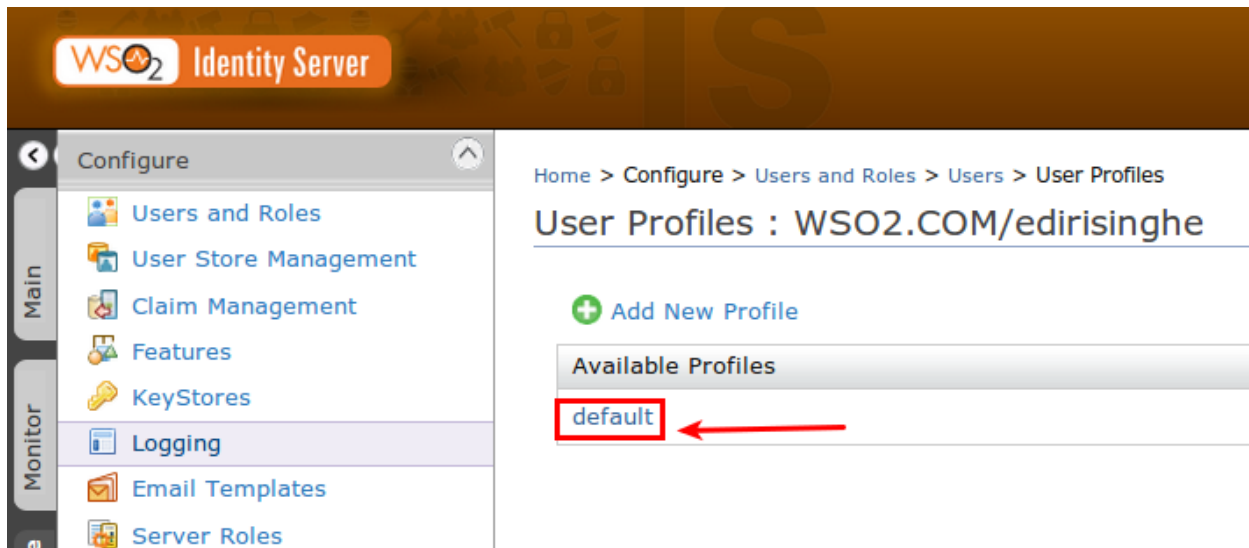 WSO2 Identity Server
IS
Configure
Users and Roles
User Store Management
Claim Management
Features
KeyStores
Logging
Email Templates
Server Roles
Main
Monitor
Home > Configure > Users and Roles > Users > User Profiles
User Profiles : WSO2.COM/edirisinghe
Add New Profile
Available Profiles
default